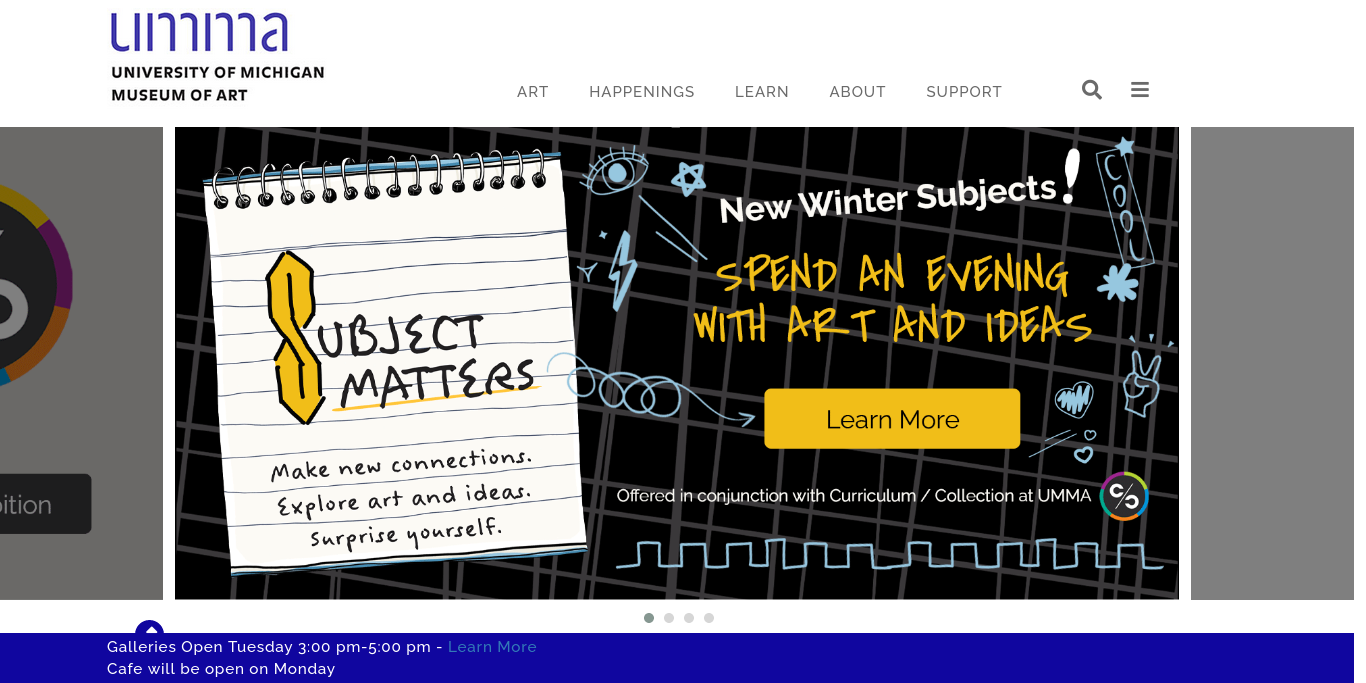 umma
UNIVERSITY OF MICHIGAN
MUSEUM OF ART
ART HAPPENINGS LEARN ABOUT SUPPORT
SUBJECT
MATTERS
Make new connections.
Explore art and ideas.
Surprise yourself.
New Winter Subjects!
SPEND AN EVENING
WITH ART AND IDEAS
COOL
Learn More
Offered in conjunction with Curriculum / Collection at UMMA
C/C
Galleries Open Tuesday 3:00 pm-5:00 pm - Learn More
Cafe will be open on Monday